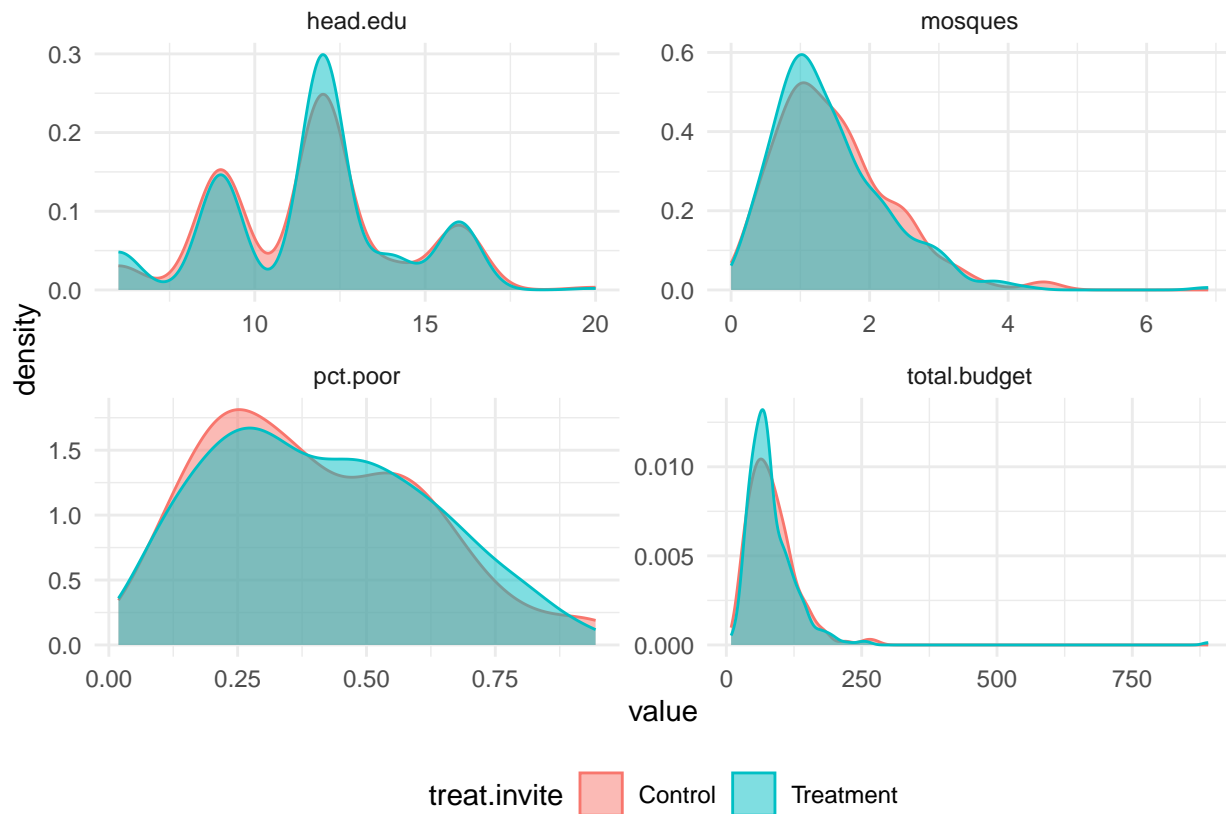 head.edu
mosques
0.3
0.2
0.1
0.0
10 15 20
0.6
0.4
0.2
0.0
0 2 4 6
pct.poor
total.budget
1.5
1.0
0.5
0.0
0.00 0.25 0.50 0.75
0.010
0.005
0.000
0 250 500 750
density
value
treat.invite Control Treatment